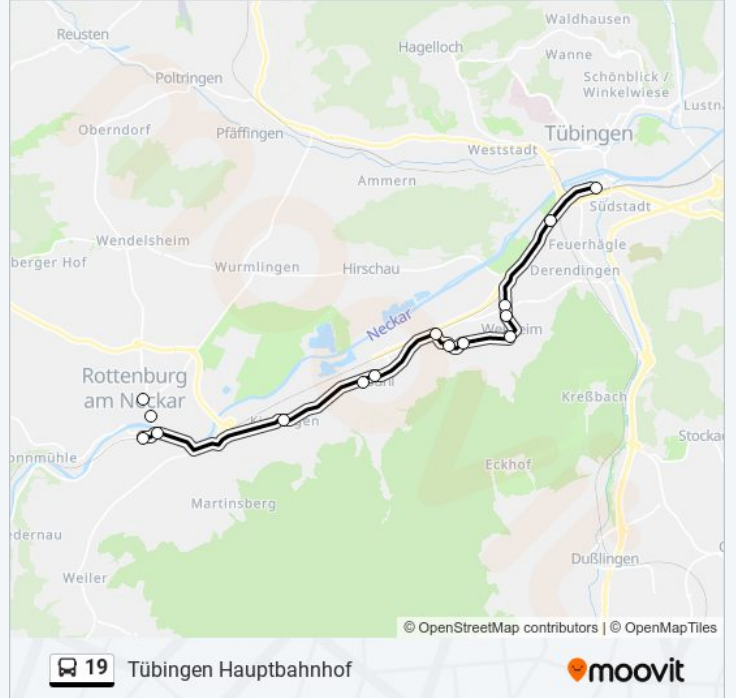 Waldhausen
Reusten
Hagelloch
Wanne
Poltringen
Schönblick /
Winkelwiese
Lustn
Oberndorf
Pfäffingen
Tübingen
Weststadt
Ammern
Südstadt
Wendelsheim
Feuerhägle
berger Hof
Wurmlingen
Hirschau
Derendingen
Neckar
Rottenburg
am Neckar
Kreßbach
Stocka
onnmühle
Eckhof
Martinsberg
dernau
Dußlingen
Weiler
© OpenStreetMap contributors | © OpenMapTiles
19
Tübingen Hauptbahnhof
moovit